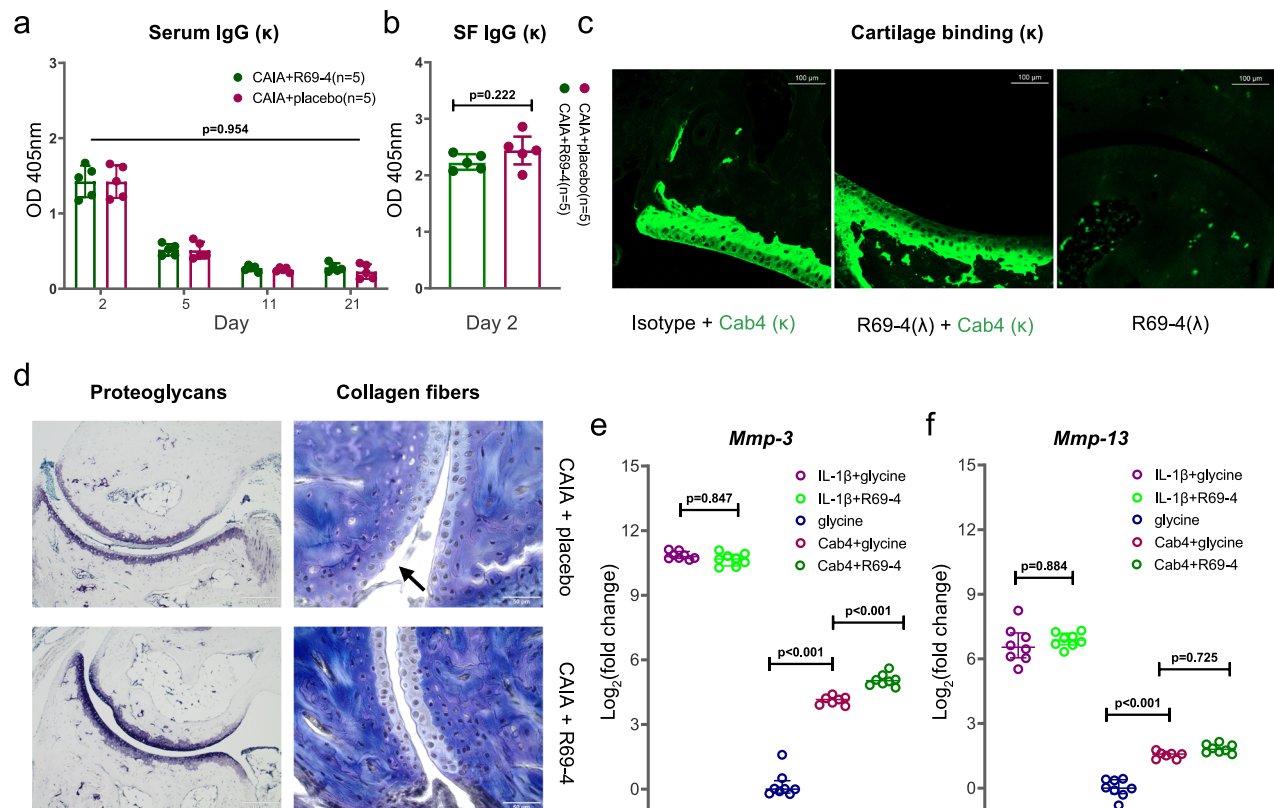 a
Serum IgG (κ)
OD 405nm
3
2
1
0
CAIA+R69-4(n=5)
CAIA+placebo(n=5)
p=0.954
2
5
11
21
Day
b
SF IgG (κ)
OD 405nm
4
3
2
1
0
p=0.222
Day 2
CAIA+placebo(n=5)
CAIA+R69-4(n=5)
c
Cartilage binding (κ)
100 μm
100 μm
100 μm
Isotype + Cab4 (κ)
R69-4(λ) + Cab4 (κ)
R69-4(λ)
d
Proteoglycans
Collagen fibers
CAIA + placebo
50 μm
CAIA + R69-4
50 μm
e
Mmp-3
Log2(fold change)
15
12
9
6
3
0
IL-1β+glycine
IL-1β+R69-4
glycine
Cab4+glycine
Cab4+R69-4
p=0.847
p<0.001
p<0.001
f
Mmp-13
Log2(fold change)
15
12
9
6
3
0
IL-1β+glycine
IL-1β+R69-4
glycine
Cab4+glycine
Cab4+R69-4
p=0.884
p=0.725
p<0.001